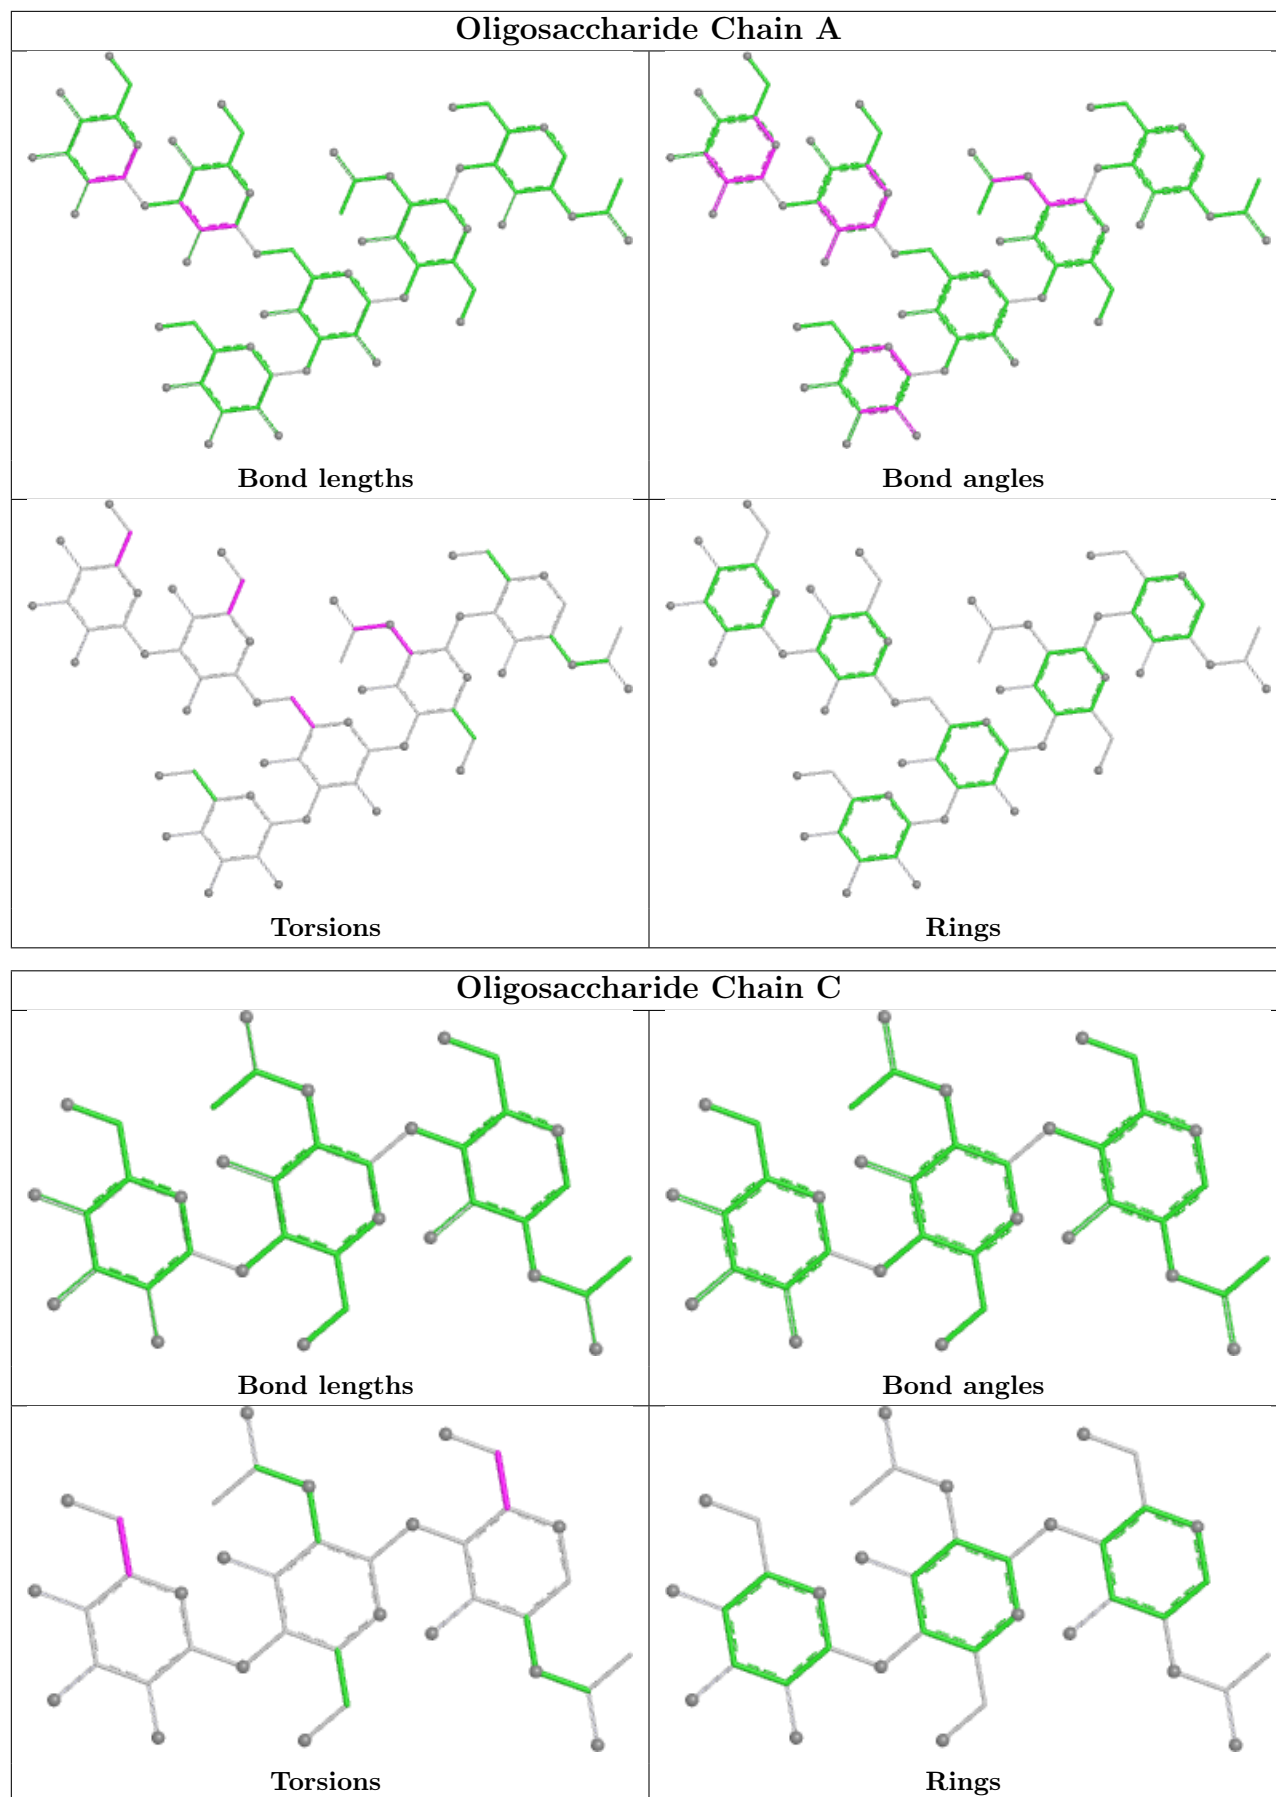 Oligosaccharide Chain A
Bond lengths
Bond angles
Torsions
Rings
Oligosaccharide Chain C
Bond lengths
Bond angles
Torsions
Rings